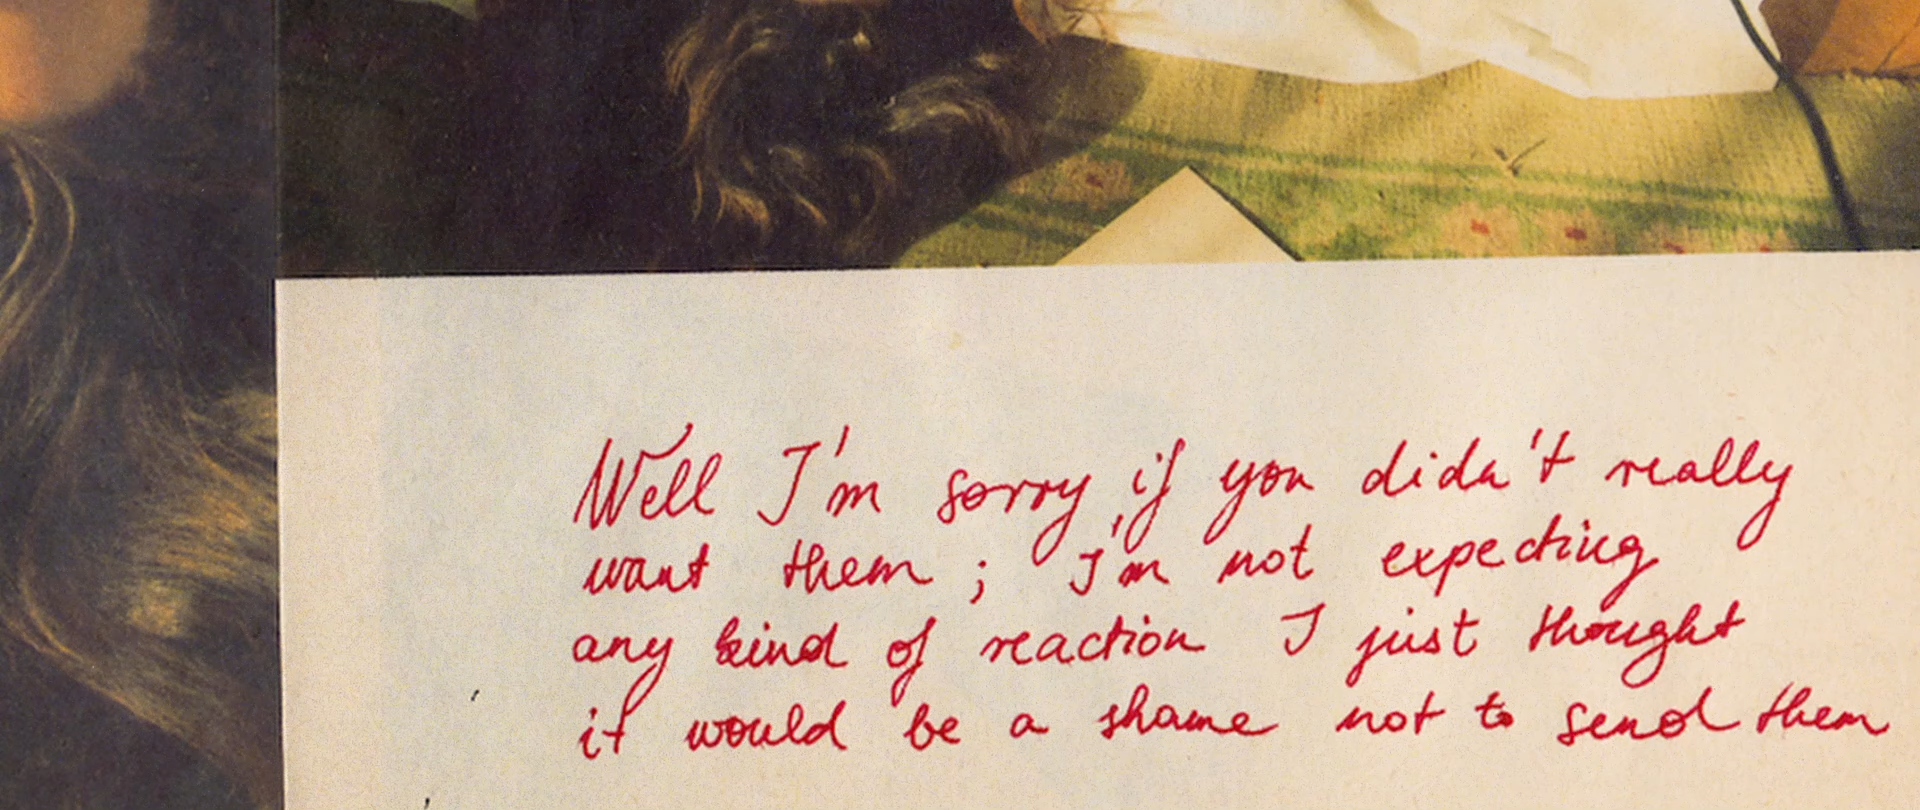 Well I'm sorry if you didn't really
want them ; I'm not expecting
any kind of reaction I just thought
it would be a shame not to send them